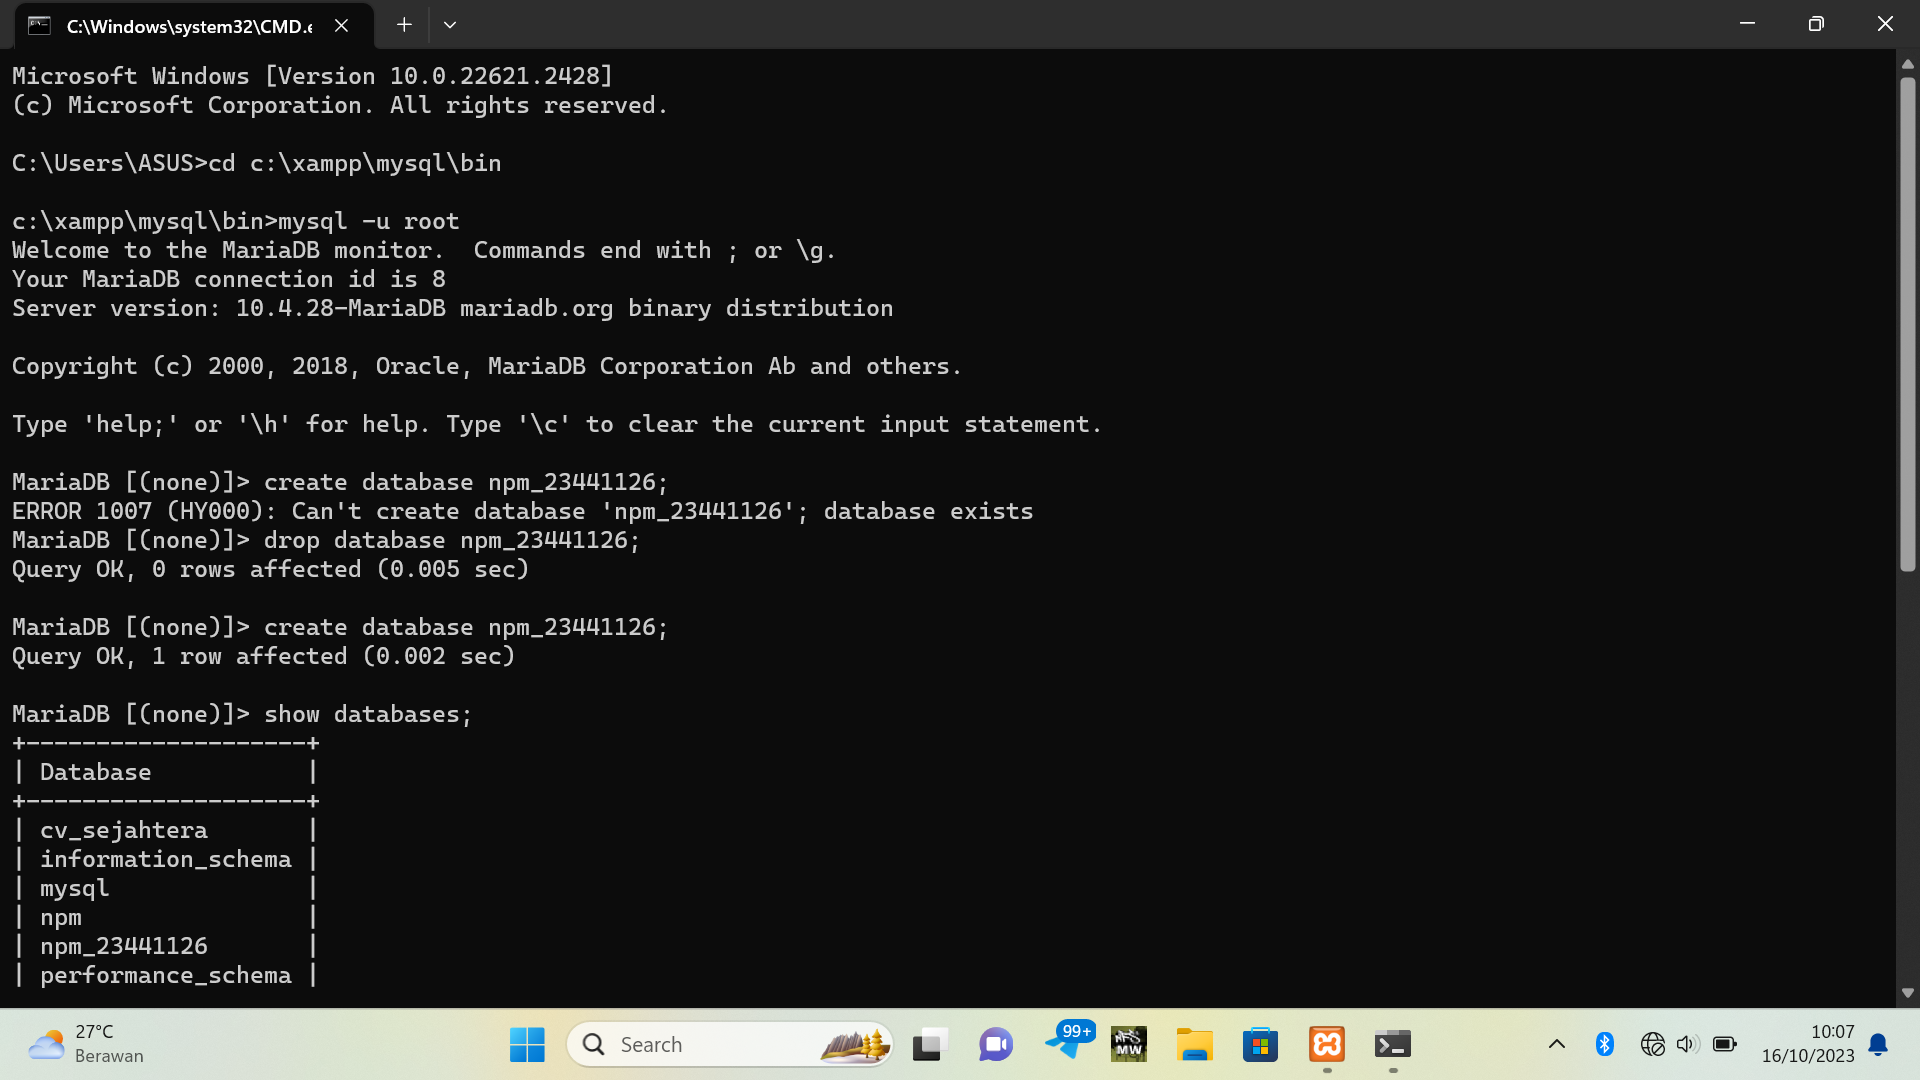 C:\Windows\system32\CMD.e
Microsoft Windows [Version 10.0.22621.2428]
(c) Microsoft Corporation. All rights reserved.
C:\Users\ASUS>cd c:\xampp\mysql\bin
c:\xampp\mysql\bin>mysql -u root
Welcome to the MariaDB monitor.  Commands end with ; or \g.
Your MariaDB connection id is 8
Server version: 10.4.28-MariaDB mariadb.org binary distribution
Copyright (c) 2000, 2018, Oracle, MariaDB Corporation Ab and others.
Type 'help;' or '\h' for help. Type '\c' to clear the current input statement.
MariaDB [(none)]> create database npm_23441126;
ERROR 1007 (HY000): Can't create database 'npm_23441126'; database exists
MariaDB [(none)]> drop database npm_23441126;
Query OK, 0 rows affected (0.005 sec)
MariaDB [(none)]> create database npm_23441126;
Query OK, 1 row affected (0.002 sec)
MariaDB [(none)]> show databases;
+--------------------+
| Database           |
+--------------------+
| cv_sejahtera       |
| information_schema |
| mysql              |
| npm                |
| npm_23441126       |
| performance_schema |
27°C
Berawan
Search
99+
NFS
MW
10:07
16/10/2023